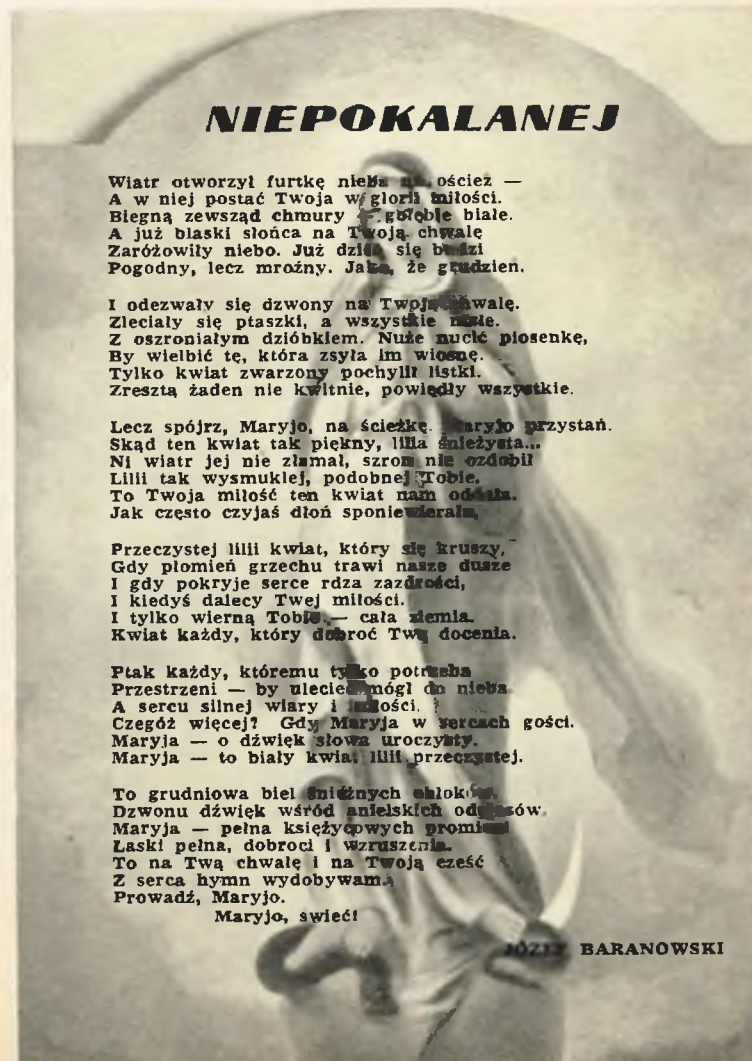 NIEPOKALANEJ
Wiatr otworzył furtkę nieba na oścież —
A w niej postać Twoja w glorii miłości.
Biegną zewsząd chmury gołębie białe.
A już blaski słońca na Twoją chwałę
Zaróżowiły niebo. Już dzień się budzi
Pogodny, lecz mroźny. Jako, że grudzien.
I odezwały się dzwony na Twoją chwałę.
Zleciały się ptaszki, a wszystkie małe.
Z oszroniałym dzióbkiem. Nuże nucić piosenkę,
By wielbić tę, która zsyła im wiosnę.
Tylko kwiat zwarzony pochylił listki.
Zresztą żaden nie kwitnie, powiędły wszystkie.
Lecz spójrz, Maryjo, na ścieżkę. Maryjo przystań.
Skąd ten kwiat tak piękny, lilia śnieżysta...
Ni wiatr jej nie złamał, szron nie ozdobił
Lilii tak wysmukłej, podobnej Tobie.
To Twoja miłość ten kwiat nam oddała.
Jak często czyjaś dłoń sponiewierała,
Przeczystej lilii kwiat, który się kruszy,
Gdy płomień grzechu trawi nasze dusze
I gdy pokryje serce rdza zazdrości,
I kiedyś dalecy Twej miłości.
I tylko wierną Tobie — cała ziemia.
Kwiat każdy, który dobroć Twą docenia.
Ptak każdy, któremu tylko potrzeba
Przestrzeni — by ulecieć mógł do nieba
A sercu silnej wiary i miłości.
Czegóż więcej? Gdy Maryja w sercach gości.
Maryja — o dźwięk słowa uroczysty.
Maryja — to biały kwiat lilii przeczystej.
To grudniowa biel śnieżnych obłoków.
Dzwonu dźwięk wśród anielskich odgłosów
Maryja — pełna księżycowych promieni
Łaski pełna, dobroci i wzruszenia.
To na Twą chwałę i na Twoją cześć
Z serca hymn wydobywam.
Prowadź, Maryjo.
Maryjo, świeć!
JÓZEF BARANOWSKI